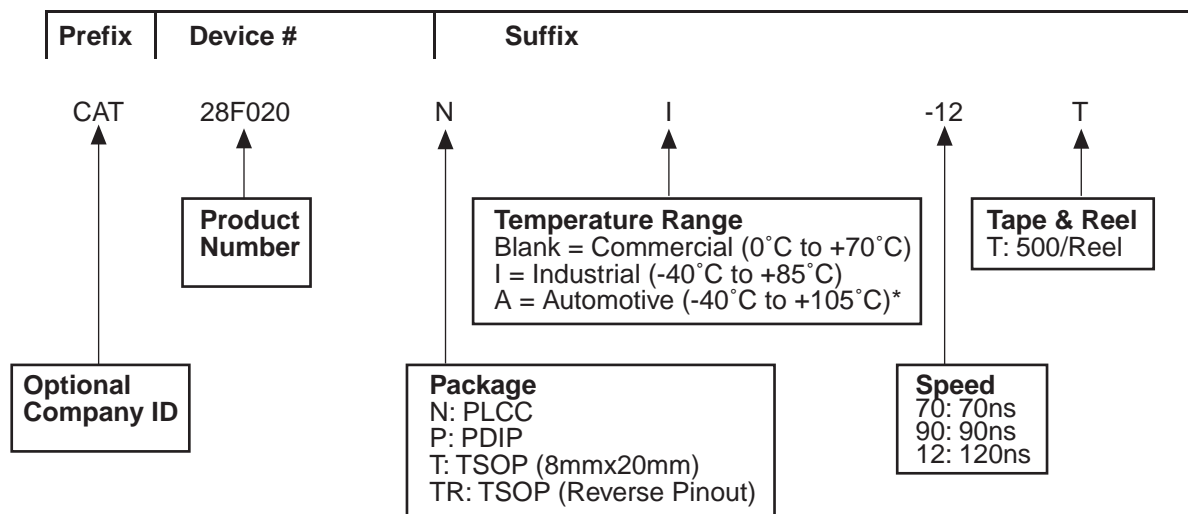 Prefix Device # Suffix
CAT 28F020 N I -12 T
Product
Number
Temperature Range
Blank = Commercial (0˚C to +70˚C)
I = Industrial (-40˚C to +85˚C)
A = Automotive (-40˚C to +105˚C)*
Tape & Reel
T: 500/Reel
Optional
Company ID
Package
N: PLCC
P: PDIP
T: TSOP (8mmx20mm)
TR: TSOP (Reverse Pinout)
Speed
70: 70ns
90: 90ns
12: 120ns